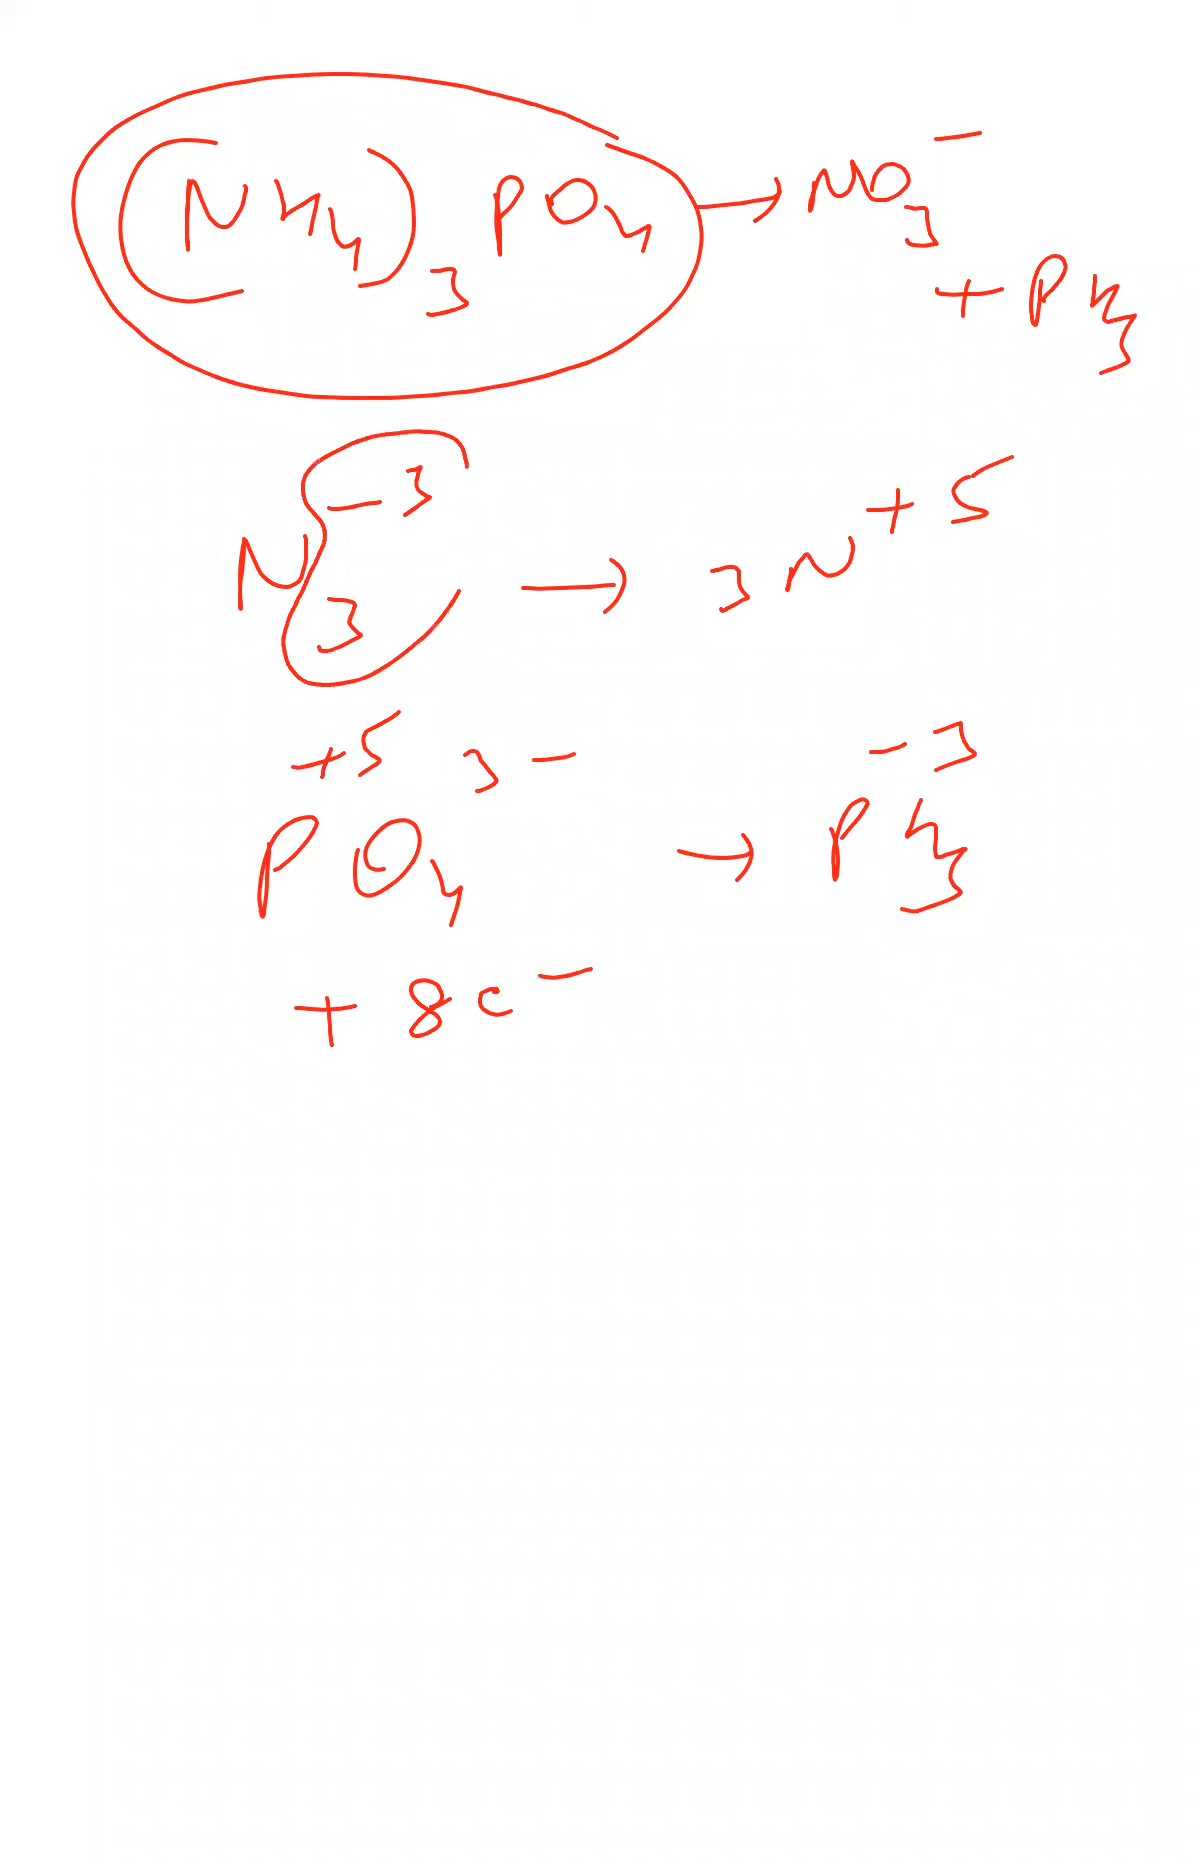 (NH₄)₃PO₄ → NO₃⁻
+ PH₃
N₃⁻³ → 3N⁺⁵
+5 3- -3
PO₄ → PH₃
+ 8e⁻